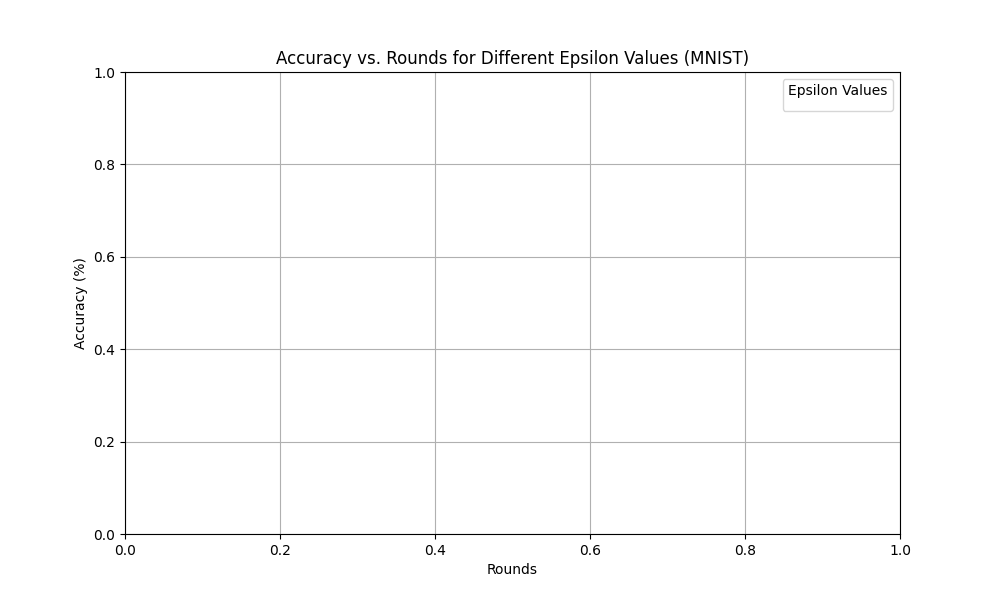 Accuracy vs. Rounds for Different Epsilon Values (MNIST)
Epsilon Values
1.0
0.8
0.6
0.4
0.2
0.0
Accuracy (%)
0.0 0.2 0.4 0.6 0.8 1.0
Rounds